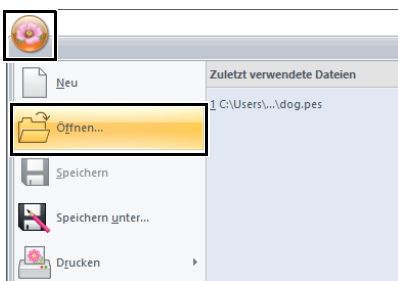 Neu
Öffnen...
Speichern
Speichern unter...
Drucken
Zuletzt verwendete Dateien
1 C:\Users\...\dog.pes